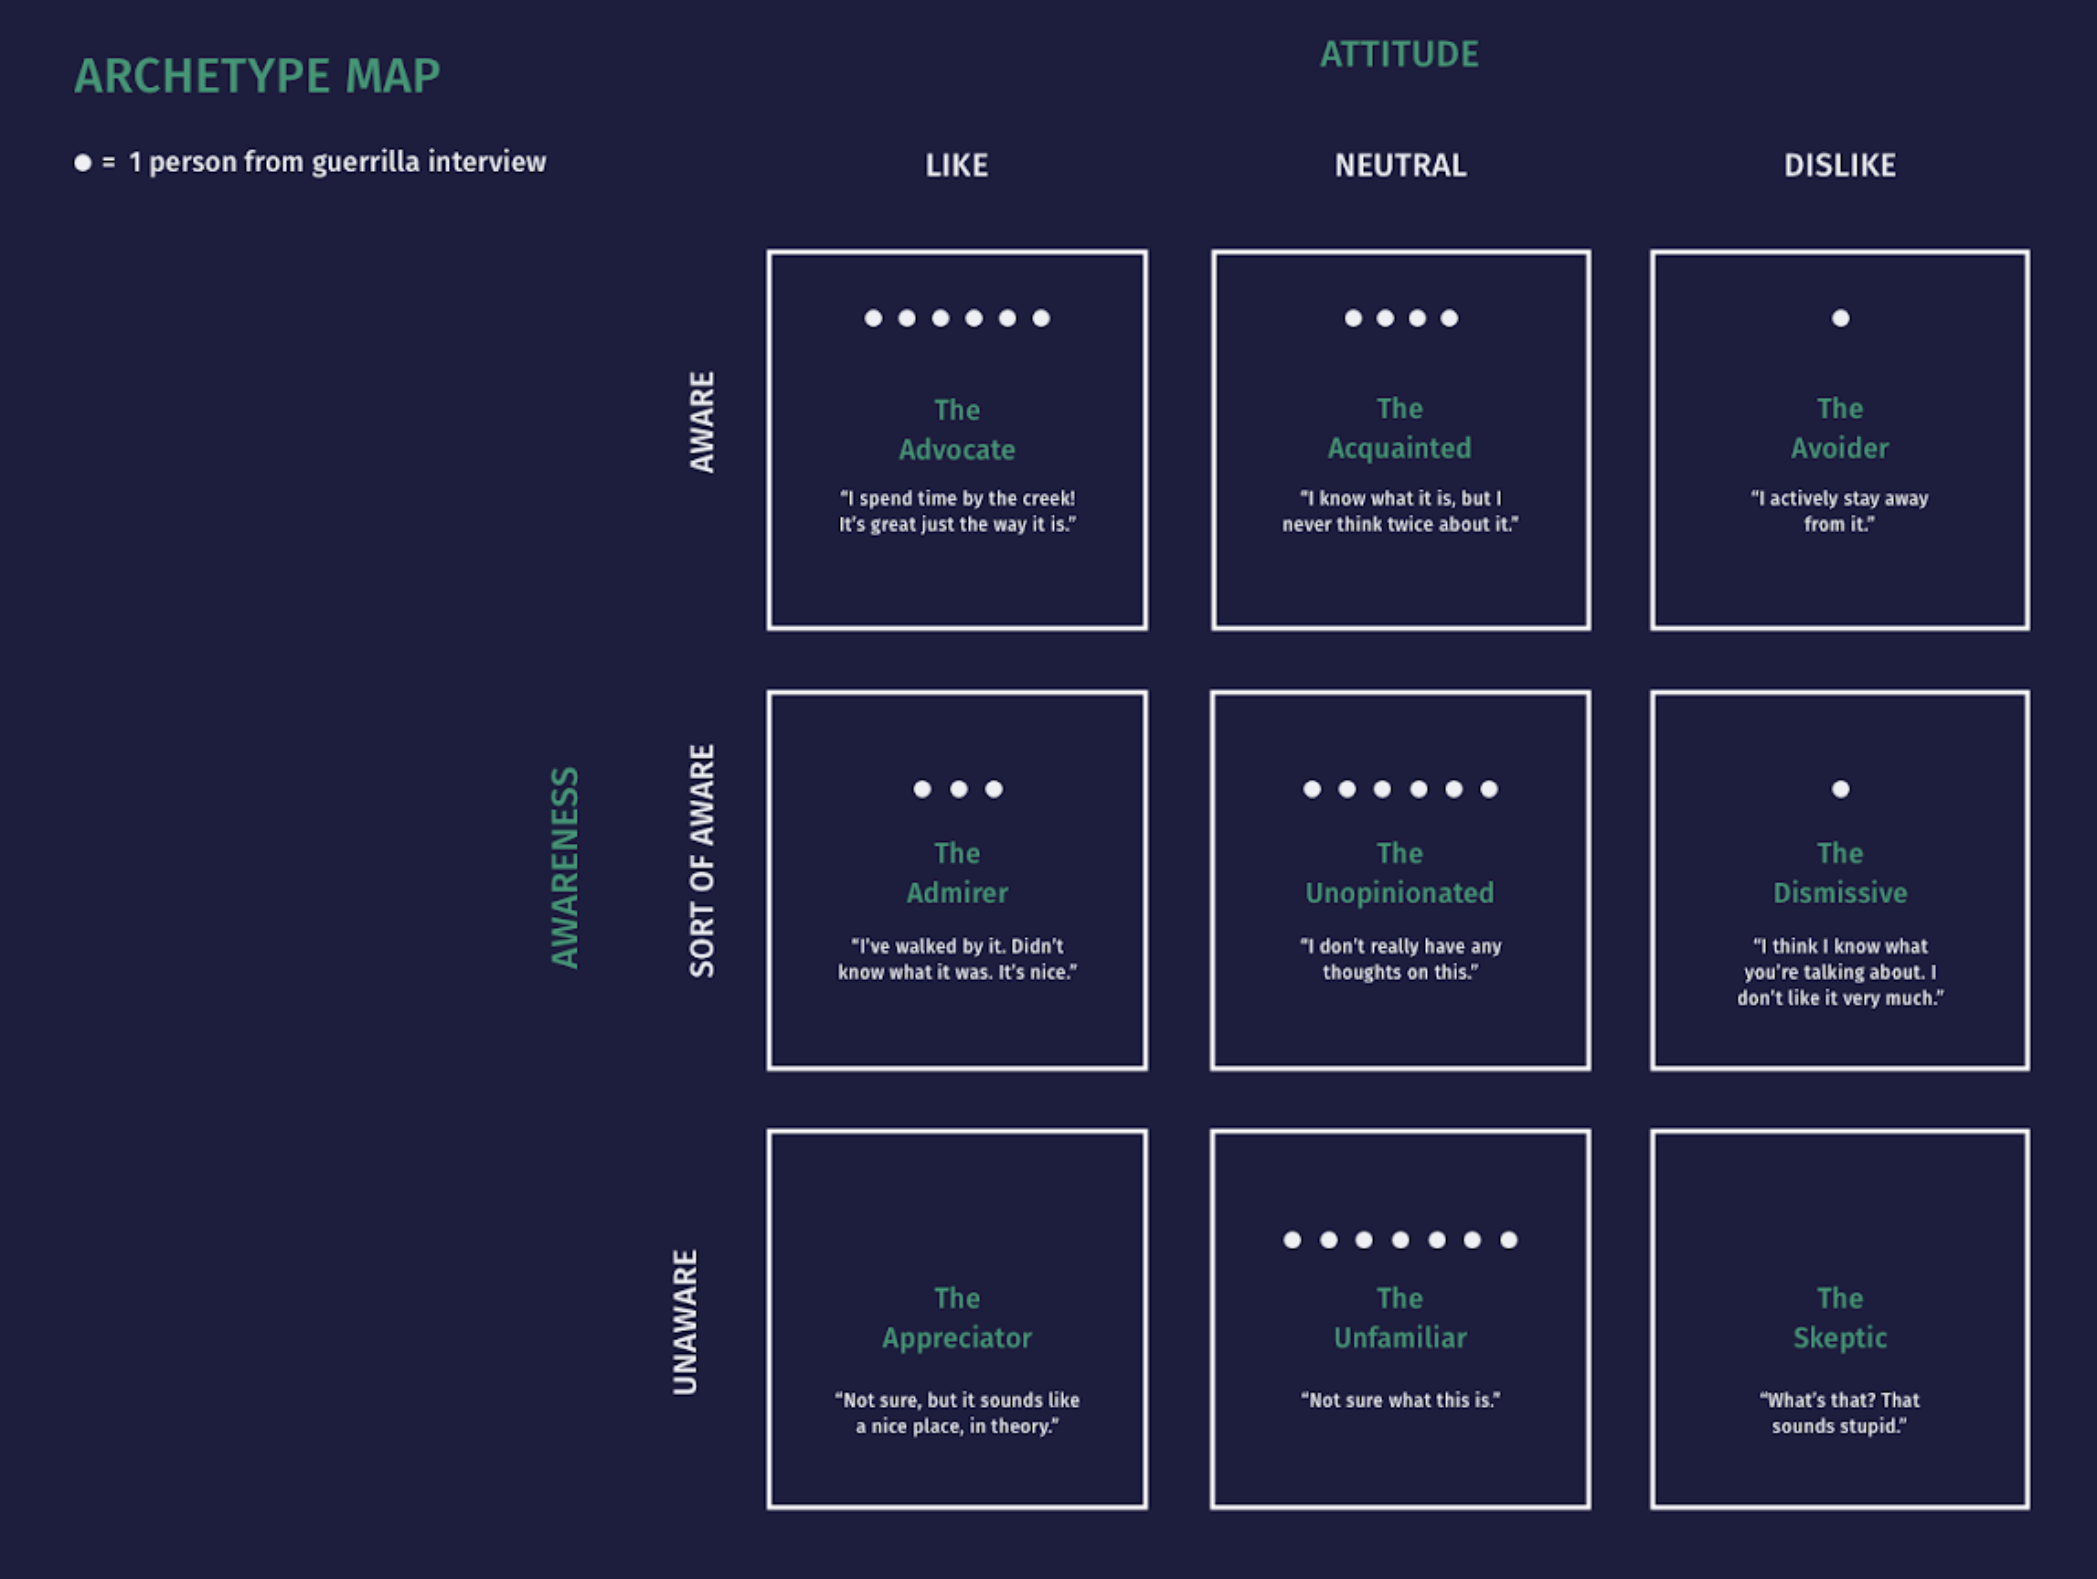 ARCHETYPE MAP
= 1 person from guerrilla interview
ATTITUDE
LIKE
NEUTRAL
DISLIKE
AWARENESS
AWARE
The
Advocate
“I spend time by the creek!
It’s great just the way it is.”
The
Acquainted
“I know what it is, but I
never think twice about it.”
The
Avoider
“I actively stay away
from it.”
SORT OF AWARE
The
Admirer
“I’ve walked by it. Didn’t
know what it was. It’s nice.”
The
Unopinionated
“I don’t really have any
thoughts on this.”
The
Dismissive
“I think I know what
you’re talking about. I
don’t like it very much.”
UNAWARE
The
Appreciator
“Not sure, but it sounds like
a nice place, in theory.”
The
Unfamiliar
“Not sure what this is.”
The
Skeptic
“What’s that? That
sounds stupid.”